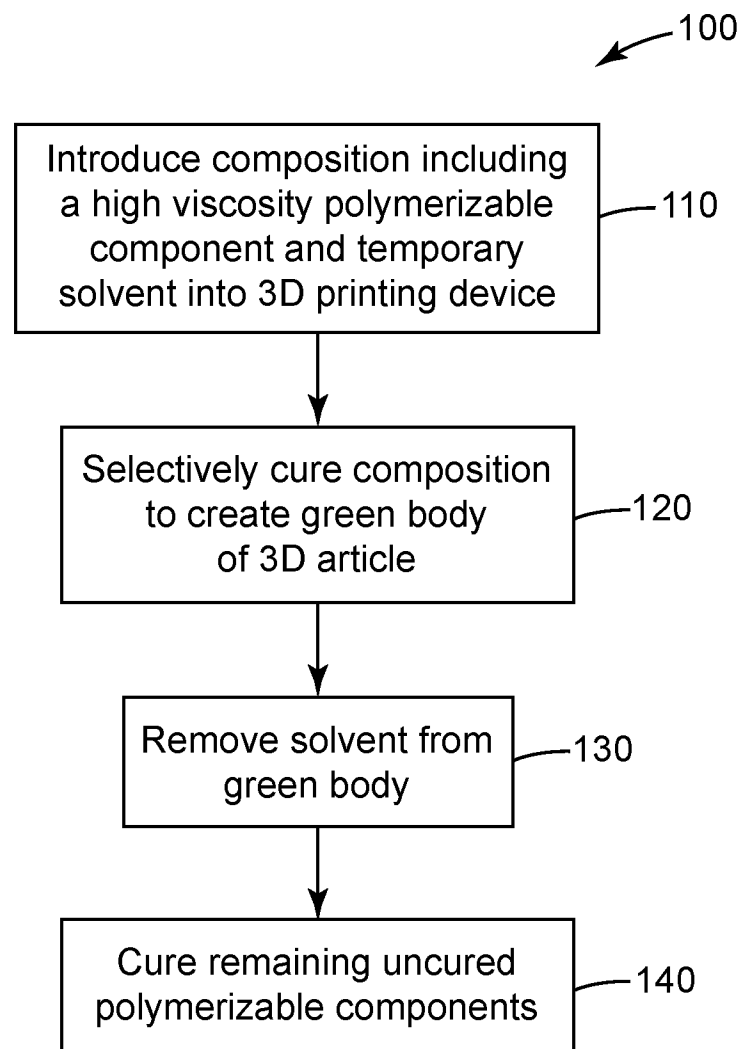 100
Introduce composition including
a high viscosity polymerizable
component and temporary
solvent into 3D printing device
110
Selectively cure composition
to create green body
of 3D article
120
Remove solvent from
green body
130
Cure remaining uncured
polymerizable components
140